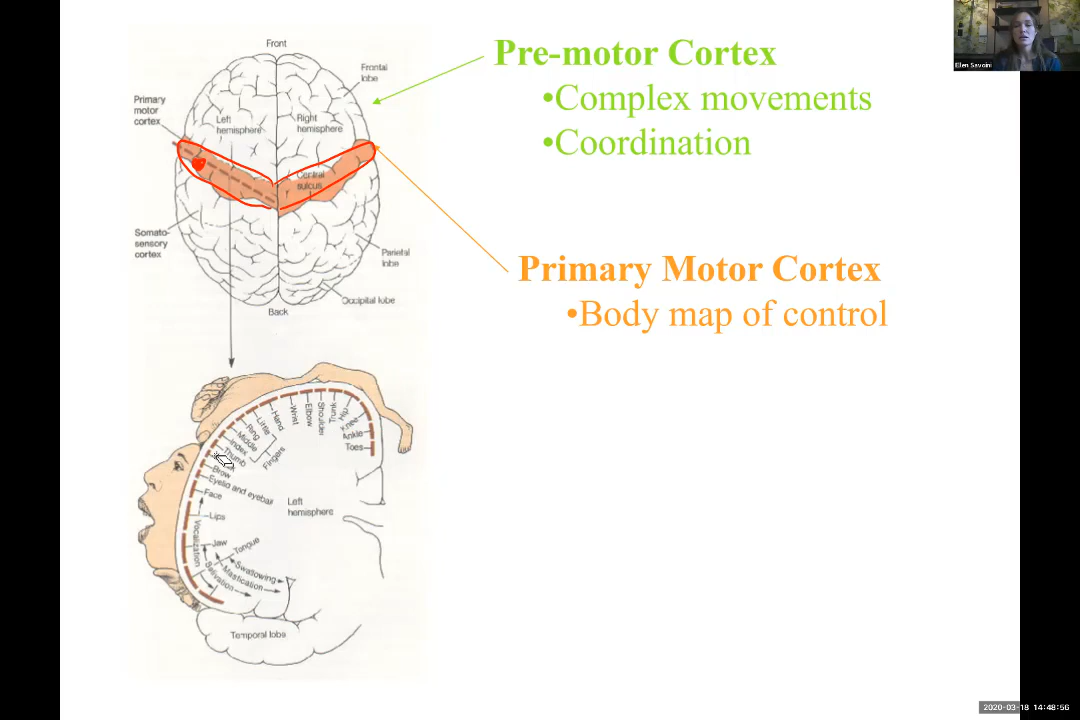 Front
Frontal
lobe
Primary
motor
cortex
Left
hemisphere
Right
hemisphere
Central
sulcus
Somato-
sensory
cortex
Parietal
lobe
Occipital lobe
Back
Pre-motor Cortex
•Complex movements
•Coordination
Primary Motor Cortex
•Body map of control
Ellen Savoini
Toes
Ankle
Knee
Hip
Trunk
Shoulder
Elbow
Wrist
Hand
Little
Ring
Middle
Index
Thumb
Fingers
Brow
Eyelid and eyeball
Face
Lips
Vocalization
Jaw
Tongue
Swallowing
Mastication
Salivation
Left
hemisphere
Temporal lobe
2020-03-18 14:48:56